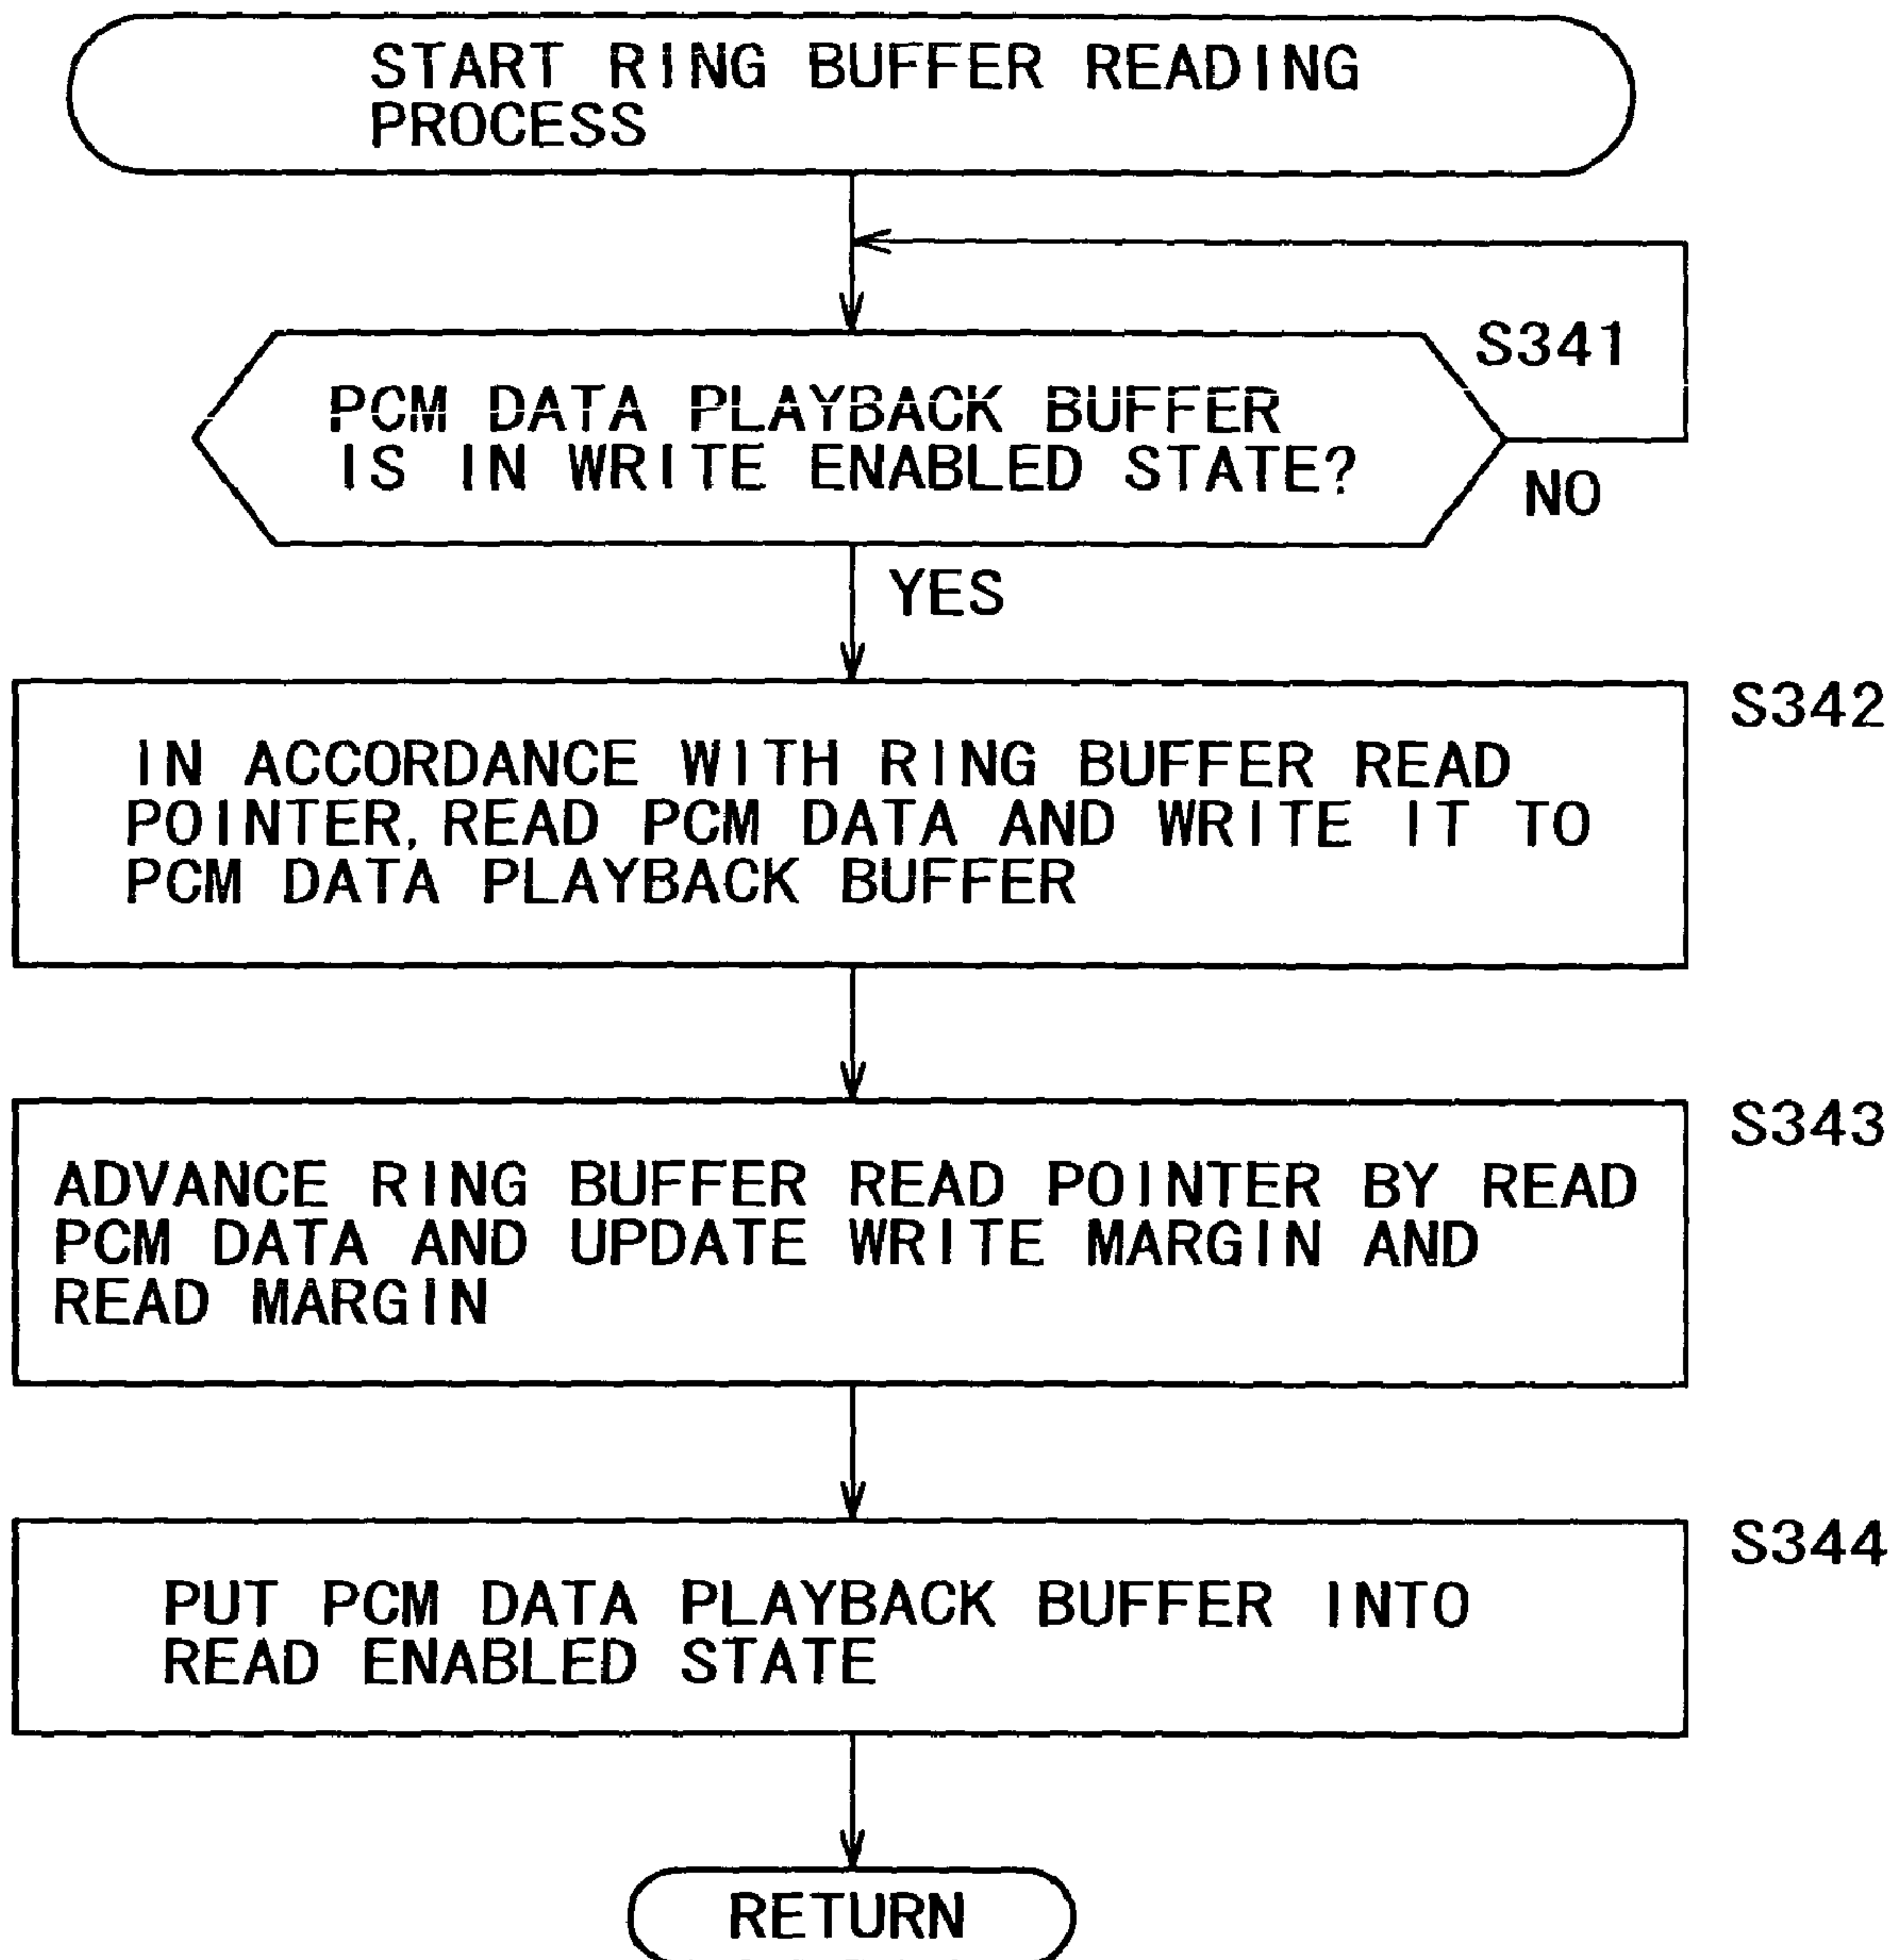 START RING BUFFER READING
PROCESS
S341
PCM DATA PLAYBACK BUFFER
IS IN WRITE ENABLED STATE?
NO
YES
S342
IN ACCORDANCE WITH RING BUFFER READ
POINTER, READ PCM DATA AND WRITE IT TO
PCM DATA PLAYBACK BUFFER
S343
ADVANCE RING BUFFER READ POINTER BY READ
PCM DATA AND UPDATE WRITE MARGIN AND
READ MARGIN
S344
PUT PCM DATA PLAYBACK BUFFER INTO
READ ENABLED STATE
RETURN